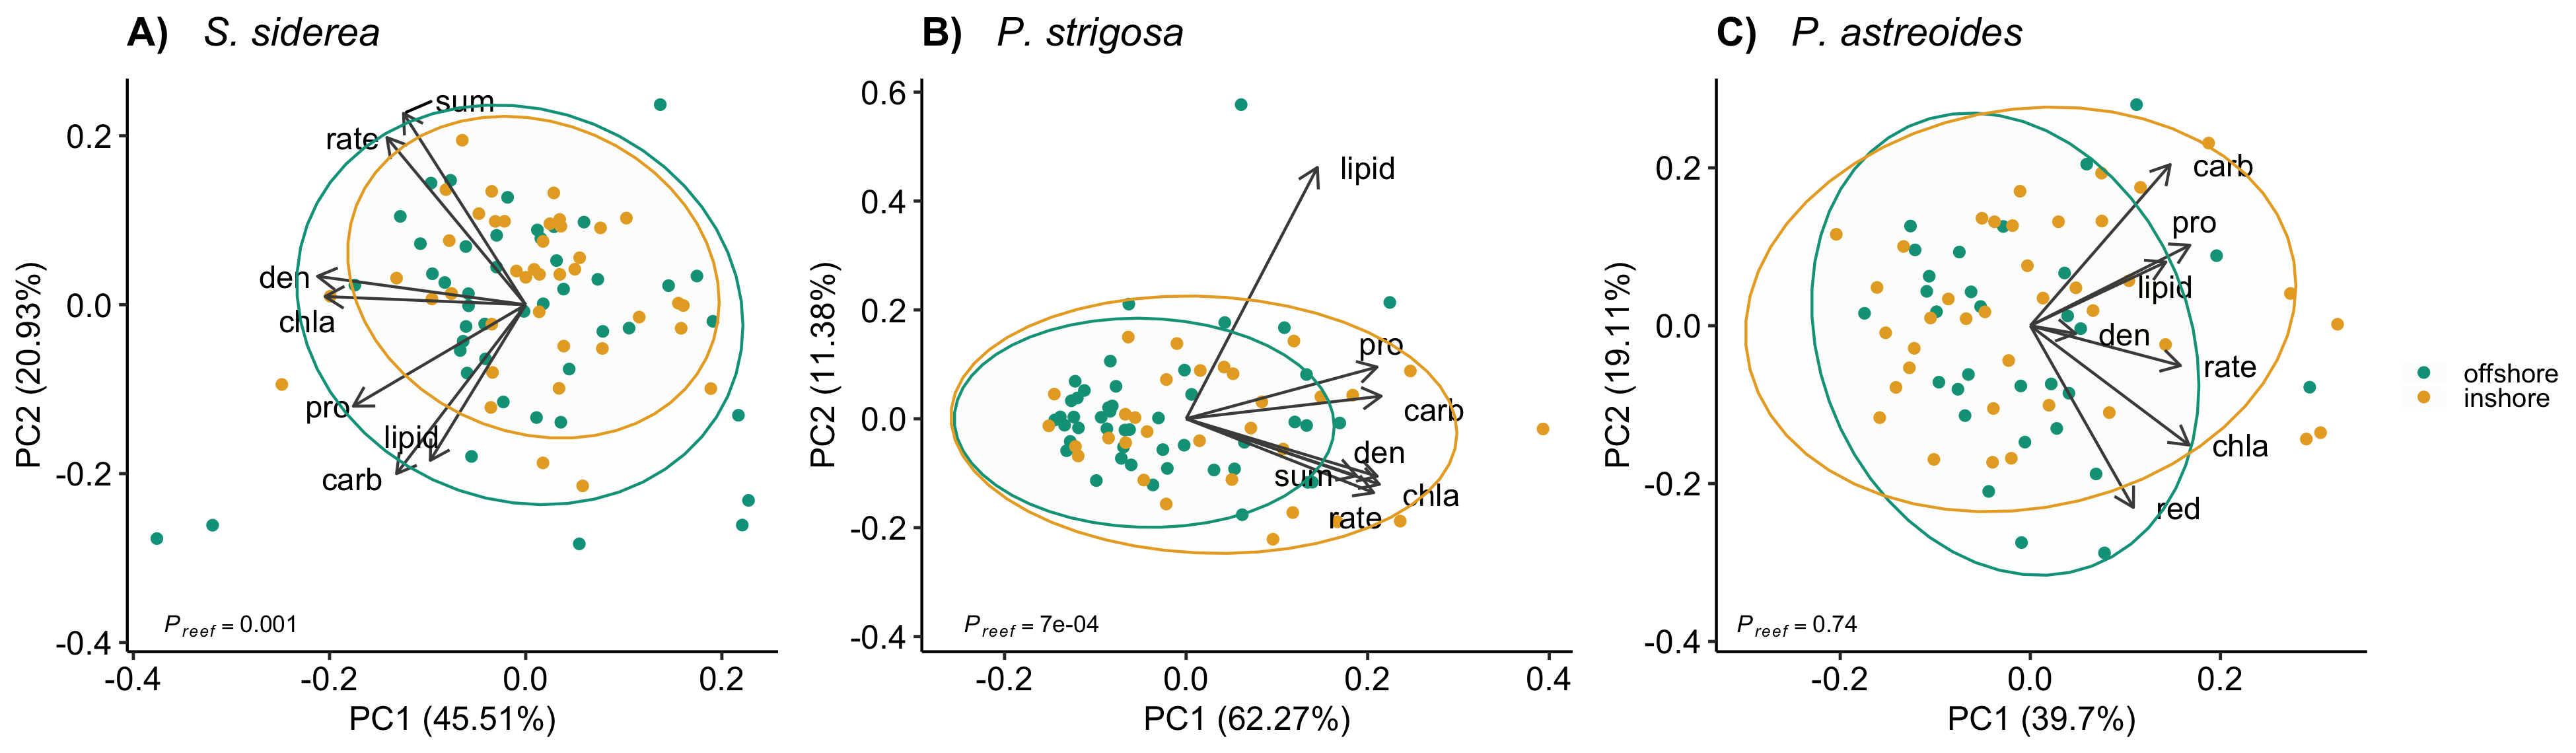 A) S. siderea
B) P. strigosa
C) P. astreoides
PC2 (20.93%)
0.2
0.0
-0.2
-0.4
sum
rate
den
chla
pro
lipid
carb
Preef = 0.001
-0.4 -0.2 0.0 0.2
PC1 (45.51%)
PC2 (11.38%)
0.6
0.4
0.2
0.0
-0.2
-0.4
lipid
pro
carb
den
sum
chla
rate
Preef = 7e-04
-0.2 0.0 0.2 0.4
PC1 (62.27%)
PC2 (19.11%)
0.2
0.0
-0.2
-0.4
carb
pro
lipid
den
rate
chla
red
Preef = 0.74
-0.2 0.0 0.2
PC1 (39.7%)
offshore
inshore